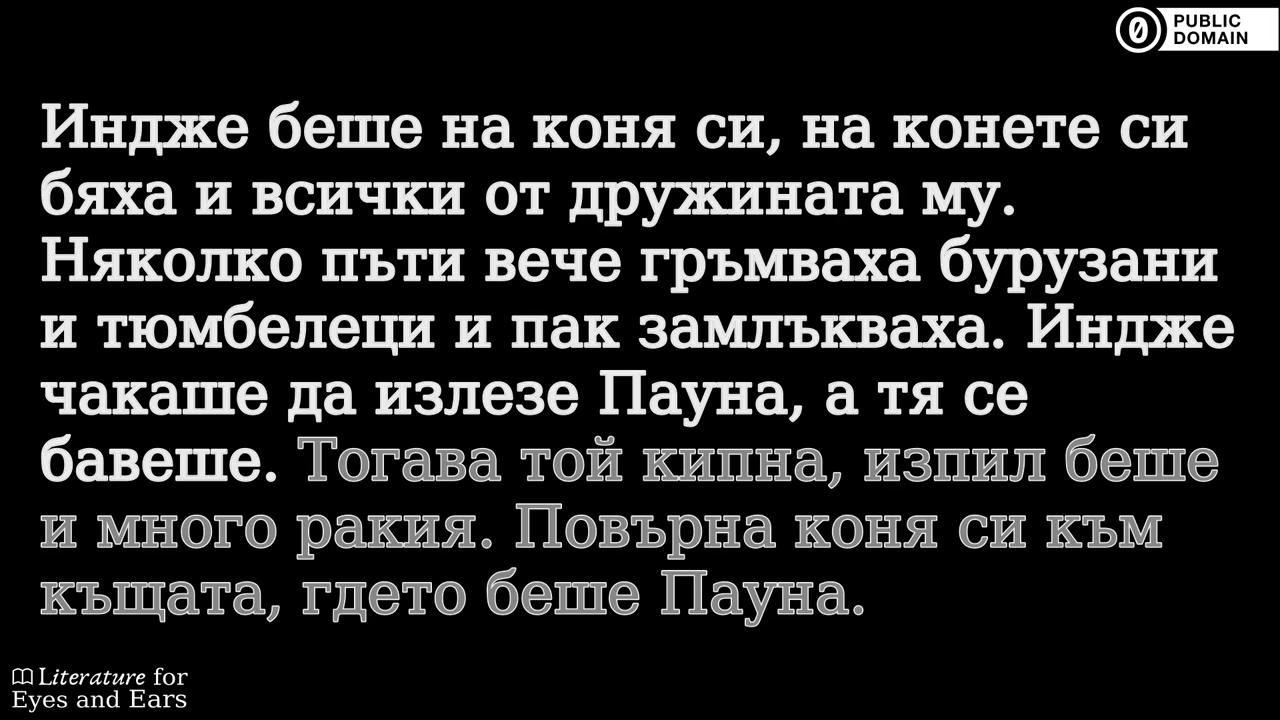 PUBLIC
DOMAIN
Индже беше на коня си, на конете си
бяха и всички от дружината му.
Няколко пъти вече гръмваха бурузани
и тюмбелеци и пак замлъкваха. Индже
чакаше да излезе Пауна, а тя се
бавеше. Тогава той кипна, изпил беше
и много ракия. Повърна коня си към
къщата, гдето беше Пауна.
Literature for
Eyes and Ears